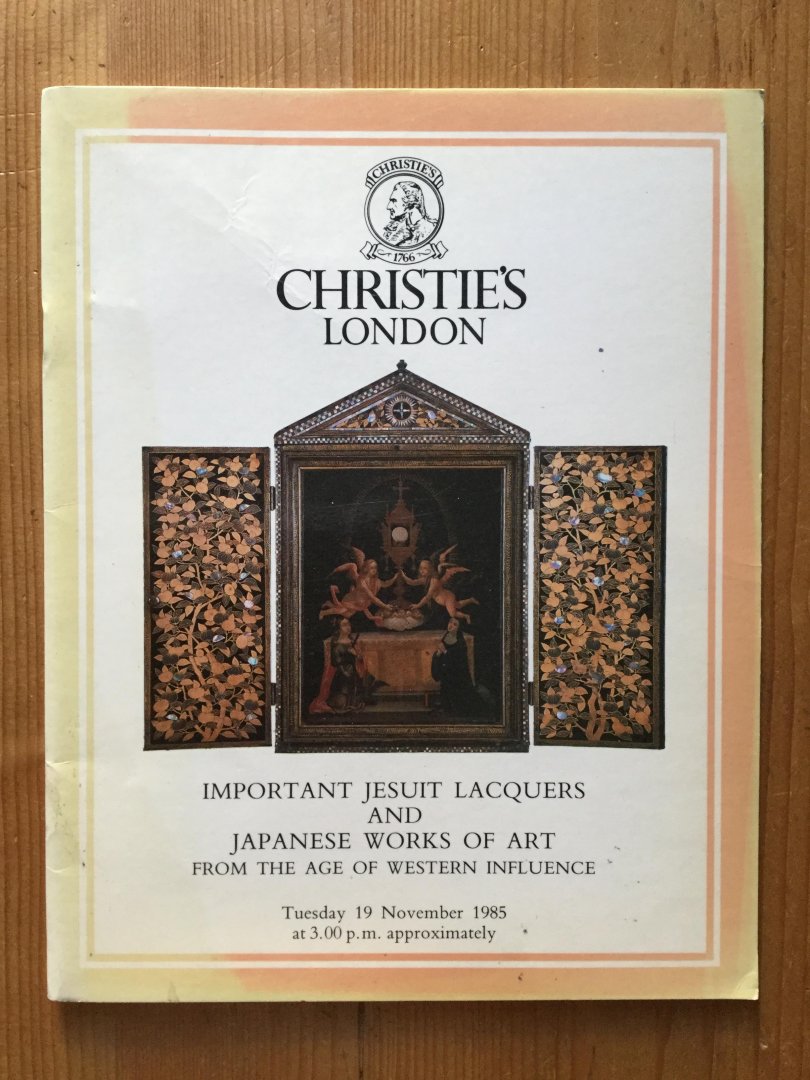 CHRISTIE'S
1766
CHRISTIE'S
LONDON
IMPORTANT JESUIT LACQUERS
AND
JAPANESE WORKS OF ART
FROM THE AGE OF WESTERN INFLUENCE
Tuesday 19 November 1985
at 3.00 p.m. approximately